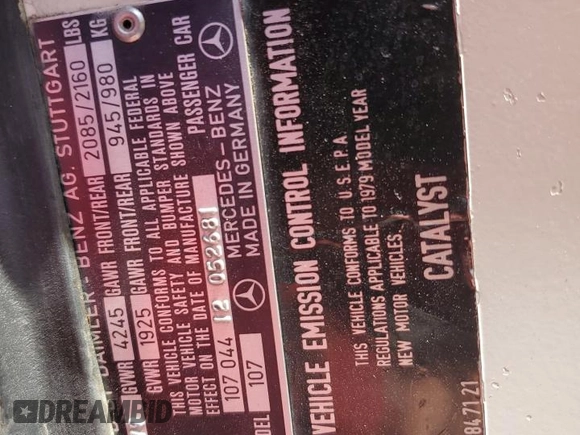 DAIMLER-BENZ AG. STUTTGART
GVWR 4245 GAWR FRONT/REAR 2085/2160 LBS
GVWR 1925 GAWR FRONT/REAR 945/980 KG
THIS VEHICLE CONFORMS TO ALL APPLICABLE FEDERAL
MOTOR VEHICLE SAFETY AND BUMPER STANDARDS IN
EFFECT ON THE DATE OF MANUFACTURE SHOWN ABOVE
107 044 12 052681 PASSENGER CAR
DEL 107 MERCEDES-BENZ
MADE IN GERMANY
VEHICLE EMISSION CONTROL INFORMATION
THIS VEHICLE CONFORMS TO U.S.E.P.A.
REGULATIONS APPLICABLE TO 1979 MODEL YEAR
NEW MOTOR VEHICLES.
CATALYST
847121
DREAMBID